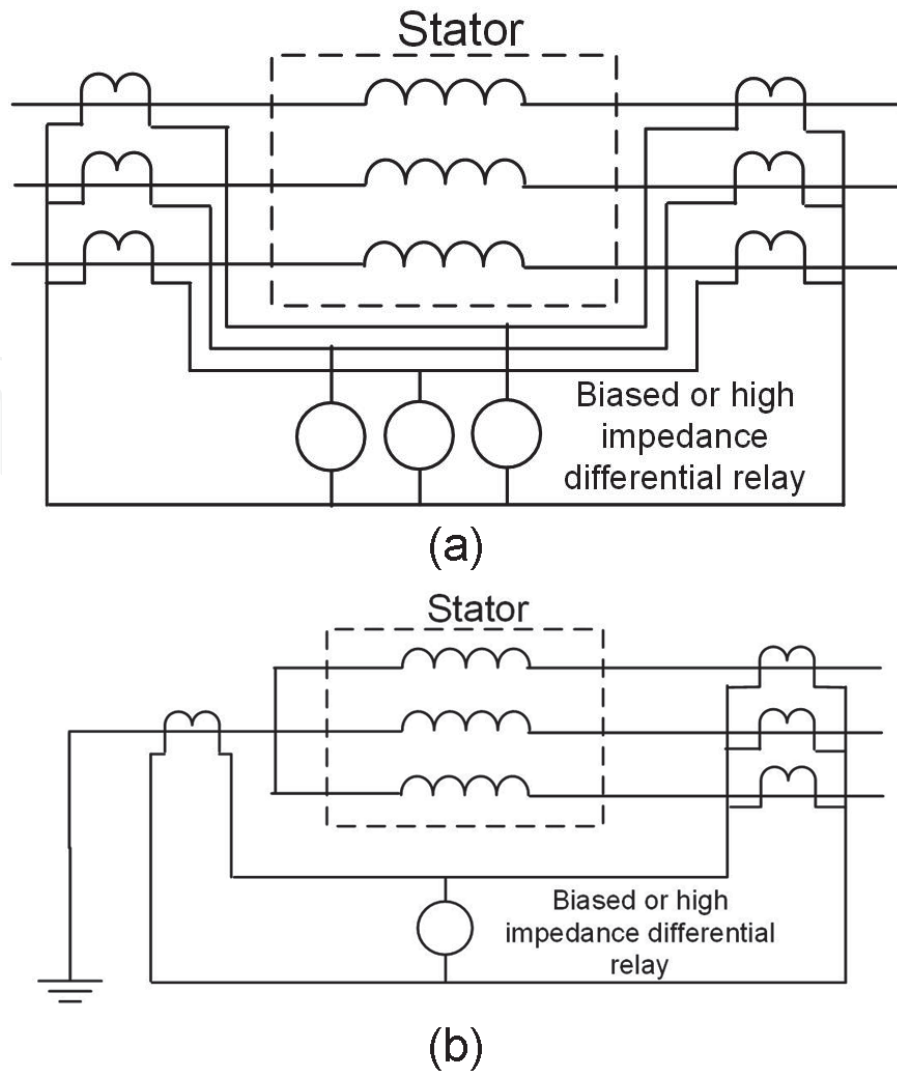 Stator
Biased or high
impedance
differential relay
(a)
Stator
Biased or high
impedance differential
relay
(b)